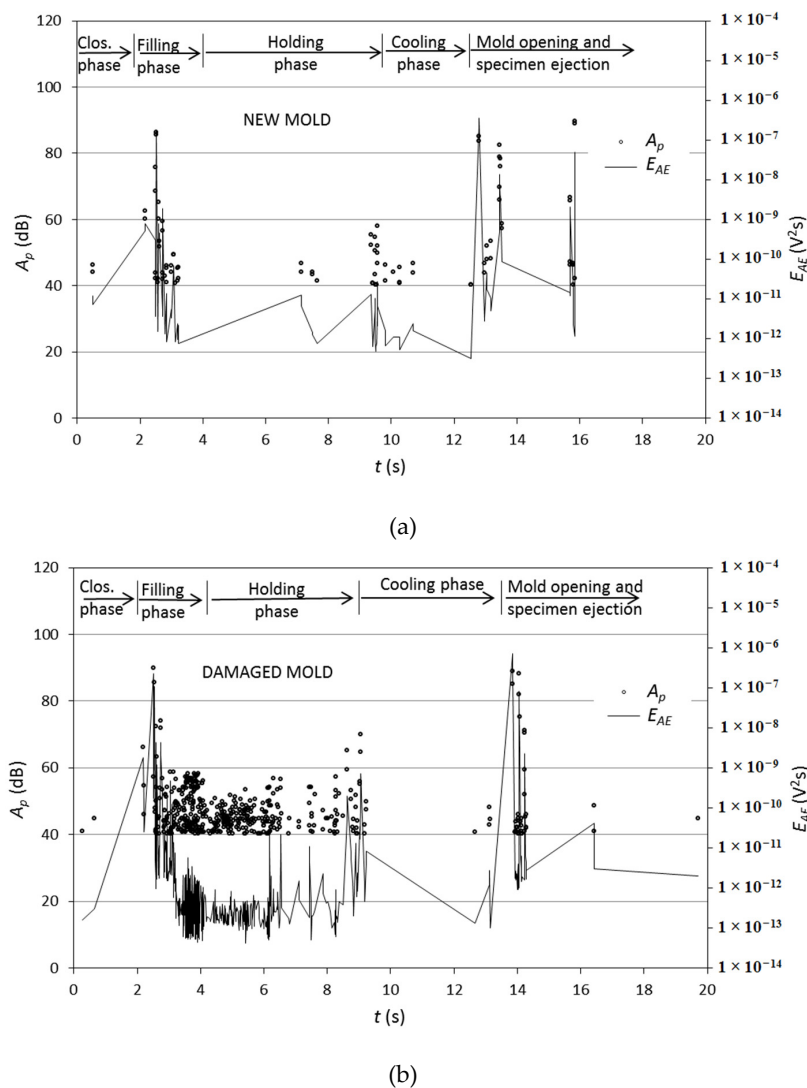 Clos. phase
Filling phase
Holding phase
Cooling phase
Mold opening and specimen ejection
NEW MOLD
A_p
E_AE
120
100
80
60
40
20
0
A_p (dB)
1 × 10⁻⁴
1 × 10⁻⁵
1 × 10⁻⁶
1 × 10⁻⁷
1 × 10⁻⁸
1 × 10⁻⁹
1 × 10⁻¹⁰
1 × 10⁻¹¹
1 × 10⁻¹²
1 × 10⁻¹³
1 × 10⁻¹⁴
E_AE (V²s)
0 2 4 6 8 10 12 14 16 18 20
t (s)
(a)
Clos. phase
Filling phase
Holding phase
Cooling phase
Mold opening and specimen ejection
DAMAGED MOLD
A_p
E_AE
120
100
80
60
40
20
0
A_p (dB)
1 × 10⁻⁴
1 × 10⁻⁵
1 × 10⁻⁶
1 × 10⁻⁷
1 × 10⁻⁸
1 × 10⁻⁹
1 × 10⁻¹⁰
1 × 10⁻¹¹
1 × 10⁻¹²
1 × 10⁻¹³
1 × 10⁻¹⁴
E_AE (V²s)
0 2 4 6 8 10 12 14 16 18 20
t (s)
(b)